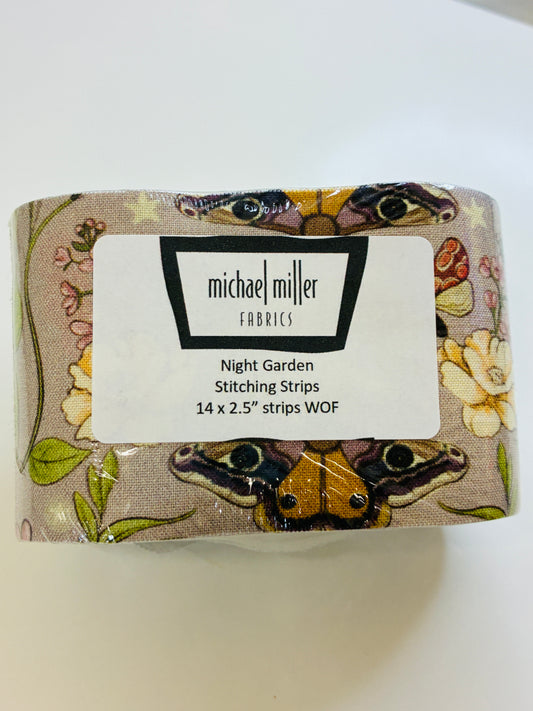 michael miller
FABRICS
Night Garden
Stitching Strips
14 x 2.5” strips WOF